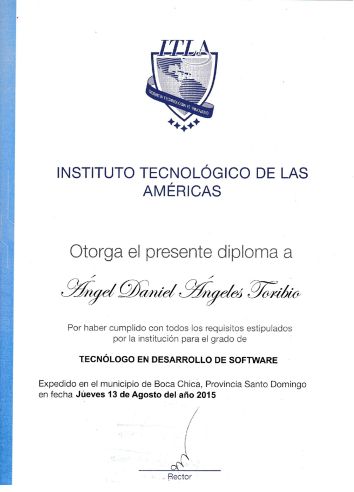 ITLA
INSTITUTO TECNOLÓGICO DE LAS
AMÉRICAS
Otorga el presente diploma a
Ángel Daniel Ángeles Toribio
Por haber cumplido con todos los requisitos estipulados
por la institución para el grado de
TECNÓLOGO EN DESARROLLO DE SOFTWARE
Expedido en el municipio de Boca Chica, Provincia Santo Domingo
en fecha Jueves 13 de Agosto del año 2015
Rector